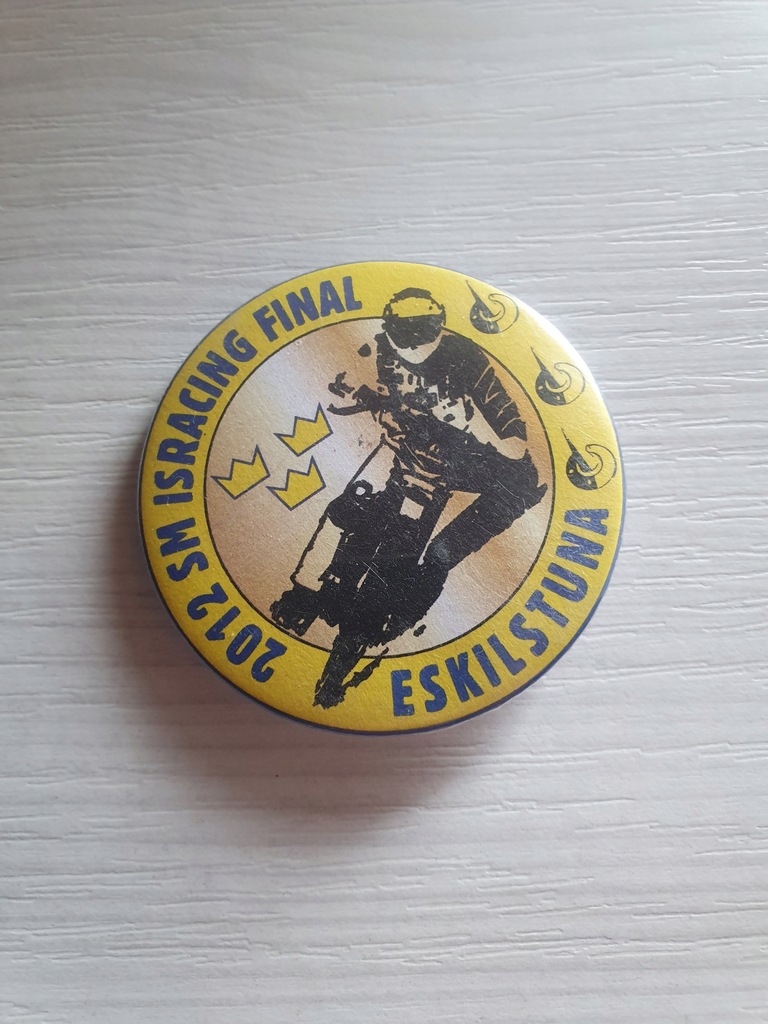 2012 SM ISRACING FINAL
ESKILSTUNA